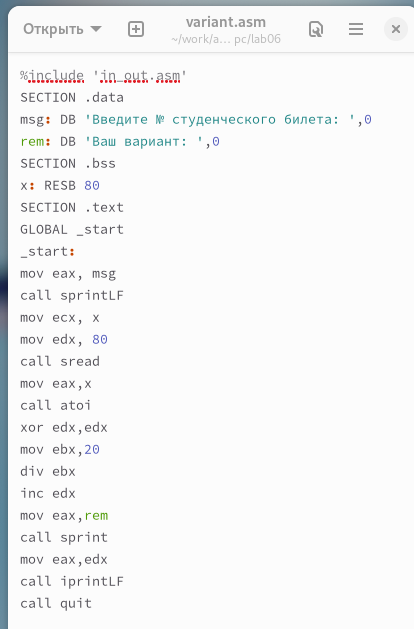 Открыть
variant.asm
~/work/a... pc/lab06
%include 'in_out.asm'
SECTION .data
msg: DB 'Введите № студенческого билета: ',0
rem: DB 'Ваш вариант: ',0
SECTION .bss
x: RESB 80
SECTION .text
GLOBAL _start
_start:
mov eax, msg
call sprintLF
mov ecx, x
mov edx, 80
call sread
mov eax,x
call atoi
xor edx,edx
mov ebx,20
div ebx
inc edx
mov eax,rem
call sprint
mov eax,edx
call iprintLF
call quit